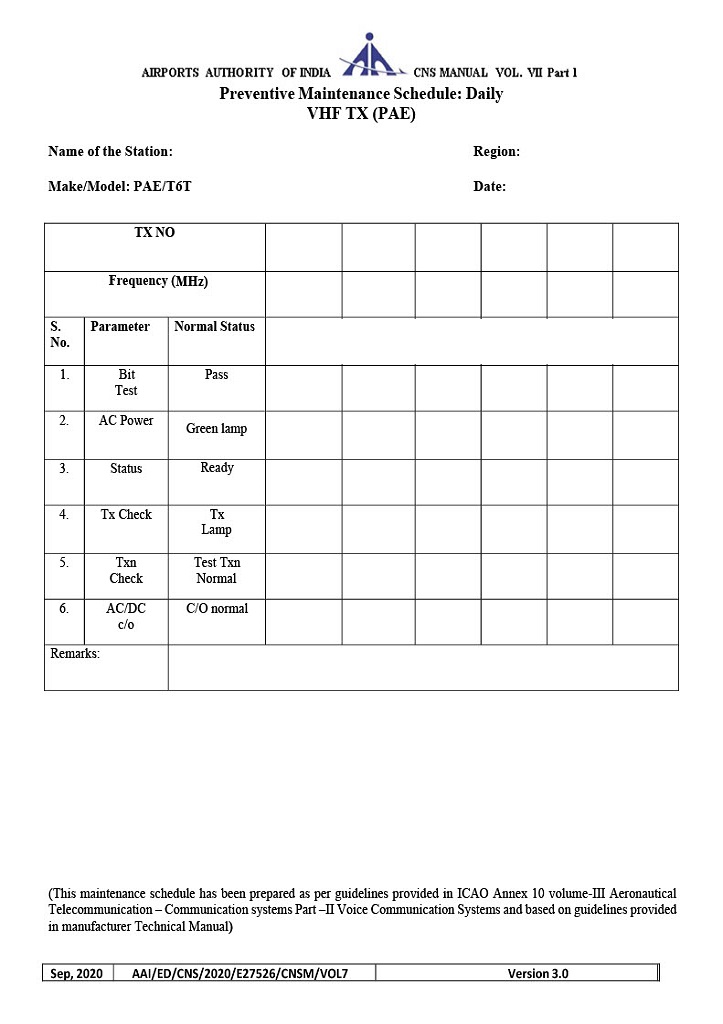 AIRPORTS AUTHORITY OF INDIA CNS MANUAL VOL. VII Part 1
Preventive Maintenance Schedule: Daily
VHF TX (PAE)
Name of the Station: Region:
Make/Model: PAE/T6T Date:
TX NO
Frequency (MHz)
S. Parameter Normal Status
No.
1. Bit Pass
Test
2. AC Power Green lamp
3. Status Ready
4. Tx Check Tx
Lamp
5. Txn Test Txn
Check Normal
6. AC/DC C/O normal
c/o
Remarks:
(This maintenance schedule has been prepared as per guidelines provided in ICAO Annex 10 volume-III Aeronautical
Telecommunication – Communication systems Part –II Voice Communication Systems and based on guidelines provided
in manufacturer Technical Manual)
Sep, 2020 AAI/ED/CNS/2020/E27526/CNSM/VOL7 Version 3.0